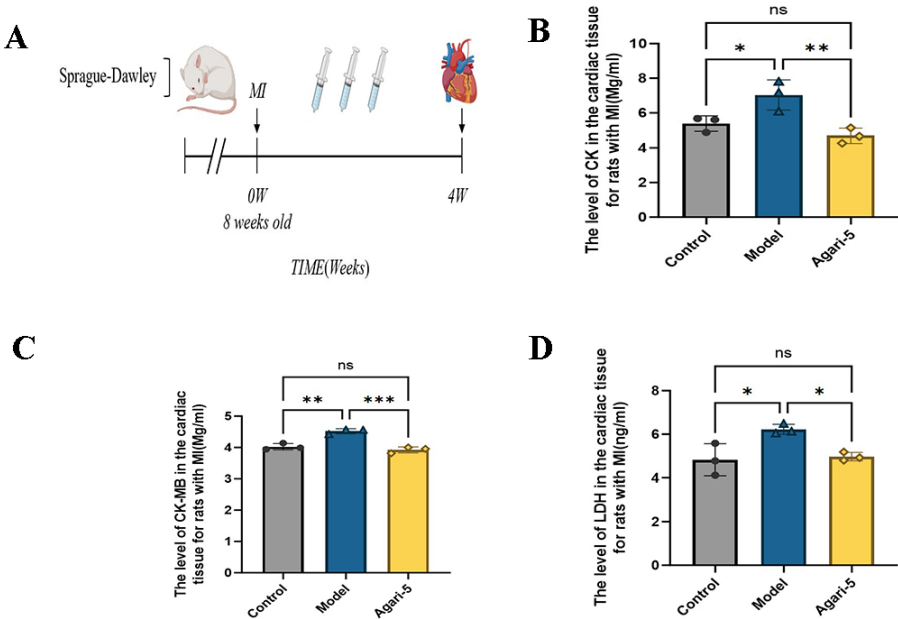 A
Sprague-Dawley
MI
0W
4W
8 weeks old
TIME(Weeks)
B
ns
*
**
The level of CK in the cardiac tissue
for rats with MI(Mg/ml)
10
8
6
4
2
0
Control
Model
Agari-5
C
ns
**
***
The level of CK-MB in the cardiac
tissue for rats with MI(Mg/ml)
5
4
3
2
1
0
Control
Model
Agari-5
D
ns
*
*
The level of LDH in the cardiac tissue
for rats with MI(ng/ml)
8
6
4
2
0
Control
Model
Agari-5